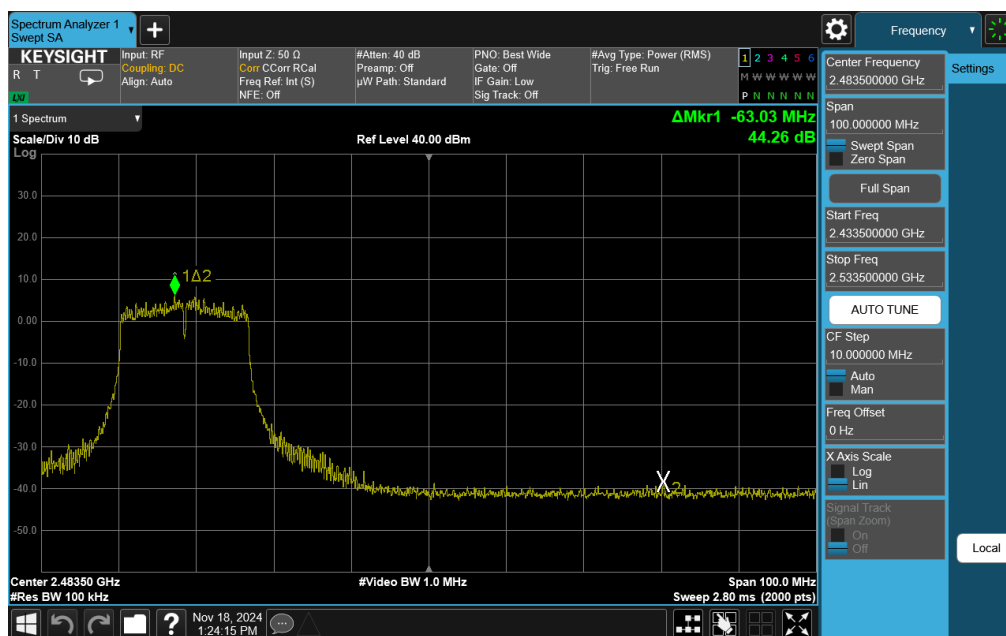 Spectrum Analyzer 1
Swept SA
Frequency
KEYSIGHT
R T
LXI
Input: RF
Coupling: DC
Align: Auto
Input Z: 50 Ω
Corr CCorr RCal
Freq Ref: Int (S)
NFE: Off
#Atten: 40 dB
Preamp: Off
µW Path: Standard
PNO: Best Wide
Gate: Off
IF Gain: Low
Sig Track: Off
#Avg Type: Power (RMS)
Trig: Free Run
1 2 3 4 5 6
M W W W W W
P N N N N N
1 Spectrum
ΔMkr1 -63.03 MHz
Scale/Div 10 dB
Ref Level 40.00 dBm
44.26 dB
Log
30.0
20.0
10.0
1Δ2
0.00
-10.0
-20.0
-30.0
-40.0
X2
-50.0
Center 2.48350 GHz
#Video BW 1.0 MHz
Span 100.0 MHz
#Res BW 100 kHz
Sweep 2.80 ms (2000 pts)
Nov 18, 2024
1:24:15 PM
Center Frequency
2.483500000 GHz
Settings
Span
100.000000 MHz
Swept Span
Zero Span
Full Span
Start Freq
2.433500000 GHz
Stop Freq
2.533500000 GHz
AUTO TUNE
CF Step
10.000000 MHz
Auto
Man
Freq Offset
0 Hz
X Axis Scale
Log
Lin
Signal Track
(Span Zoom)
On
Off
Local